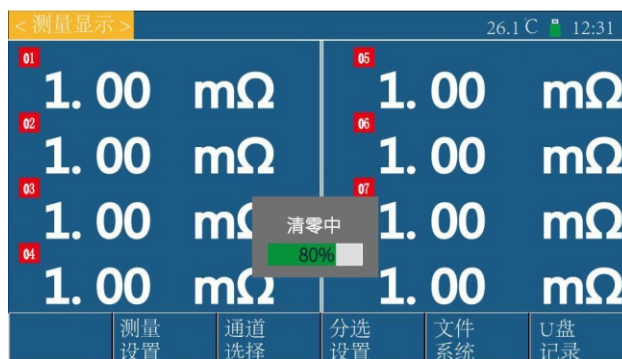 <测量显示>
26.1℃ 12:31
01
1.00 mΩ
02
1.00 mΩ
03
1.00 mΩ
04
1.00 mΩ
05
1.00 mΩ
06
1.00 mΩ
07
1.00 mΩ
1.00 mΩ
清零中
80%
测量
设置
通道
选择
分选
设置
文件
系统
U盘
记录